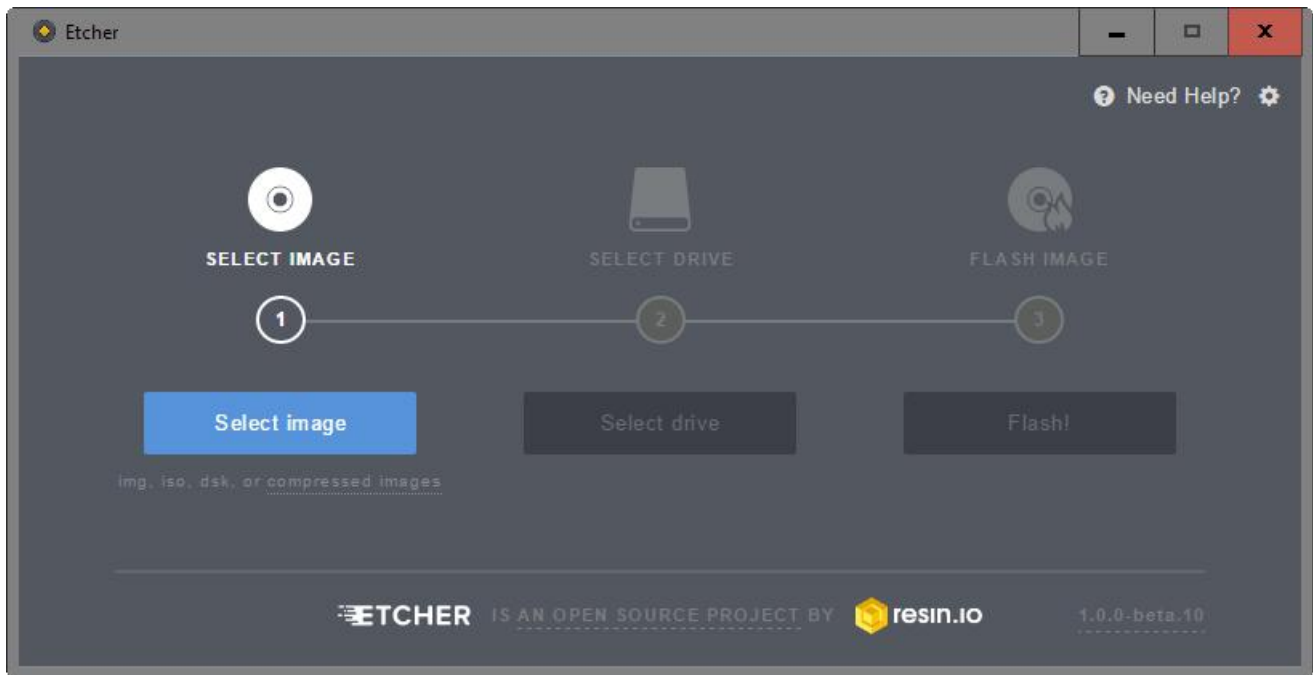 Etcher
Need Help?
SELECT IMAGE
SELECT DRIVE
FLASH IMAGE
1
2
3
Select image
Select drive
Flash!
img, iso, dsk, or compressed images
ETCHER IS AN OPEN SOURCE PROJECT BY resin.io
1.0.0-beta.10